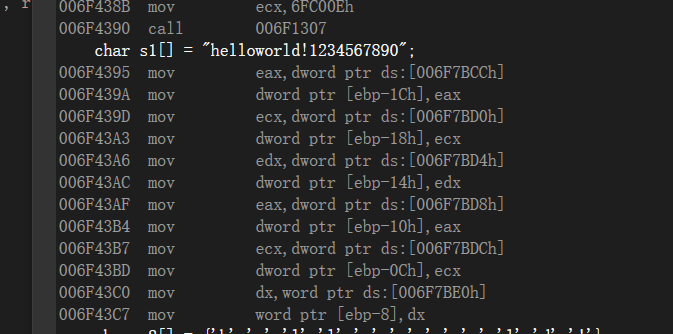 , r
006F438B mov ecx,6FC00Eh
006F4390 call 006F1307
char s1[] = "helloworld!1234567890";
006F4395 mov eax,dword ptr ds:[006F7BCCh]
006F439A mov dword ptr [ebp-1Ch],eax
006F439D mov ecx,dword ptr ds:[006F7BD0h]
006F43A3 mov dword ptr [ebp-18h],ecx
006F43A6 mov edx,dword ptr ds:[006F7BD4h]
006F43AC mov dword ptr [ebp-14h],edx
006F43AF mov eax,dword ptr ds:[006F7BD8h]
006F43B4 mov dword ptr [ebp-10h],eax
006F43B7 mov ecx,dword ptr ds:[006F7BDCh]
006F43BD mov dword ptr [ebp-0Ch],ecx
006F43C0 mov dx,word ptr ds:[006F7BE0h]
006F43C7 mov word ptr [ebp-8],dx